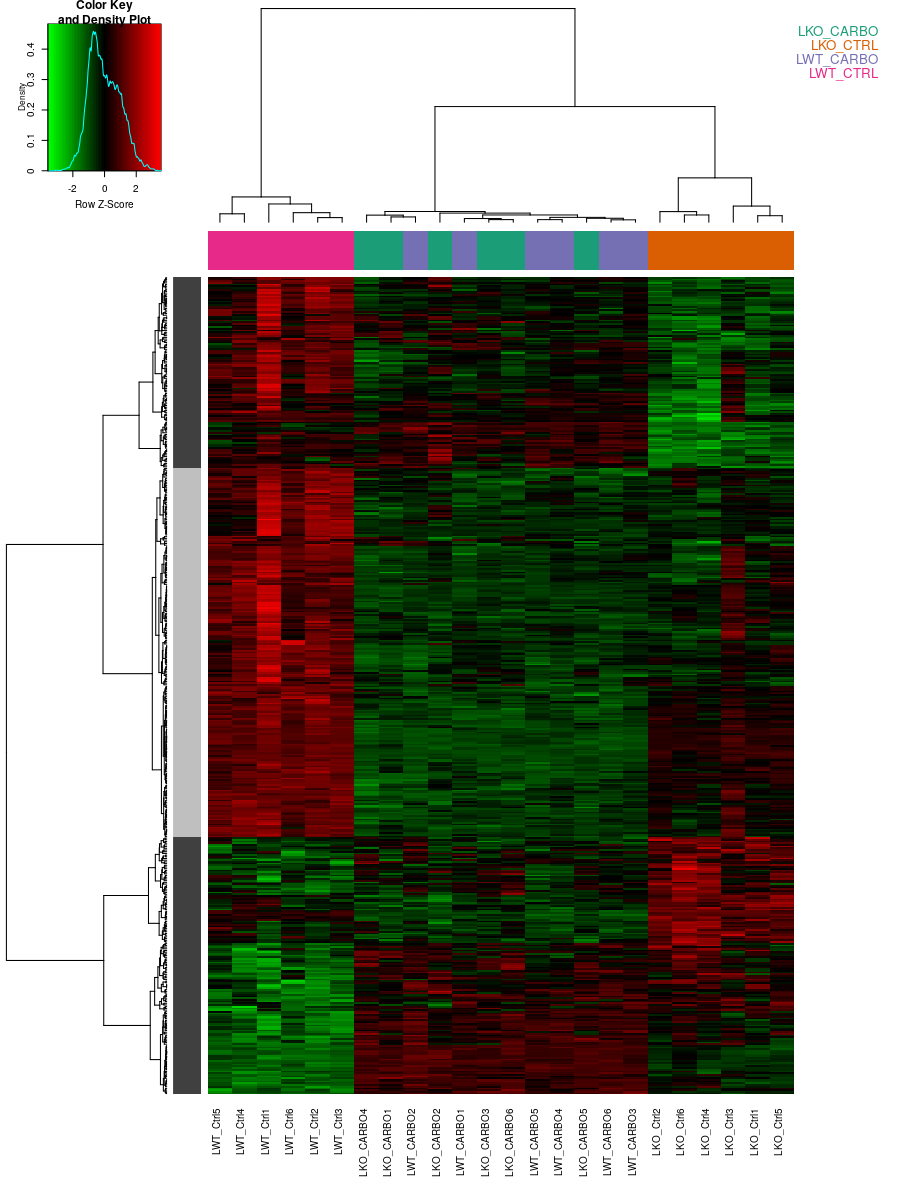 Color Key
and Density Plot
Density
0 0.1 0.2 0.3 0.4
-2 0 2
Row Z-Score
LKO_CARBO
LKO_CTRL
LWT_CARBO
LWT_CTRL
LWT_Ctrl5
LWT_Ctrl4
LWT_Ctrl1
LWT_Ctrl6
LWT_Ctrl2
LWT_Ctrl3
LKO_CARBO4
LKO_CARBO1
LWT_CARBO2
LKO_CARBO2
LWT_CARBO1
LKO_CARBO3
LKO_CARBO6
LWT_CARBO5
LWT_CARBO4
LKO_CARBO5
LWT_CARBO6
LWT_CARBO3
LKO_Ctrl2
LKO_Ctrl6
LKO_Ctrl4
LKO_Ctrl3
LKO_Ctrl1
LKO_Ctrl5